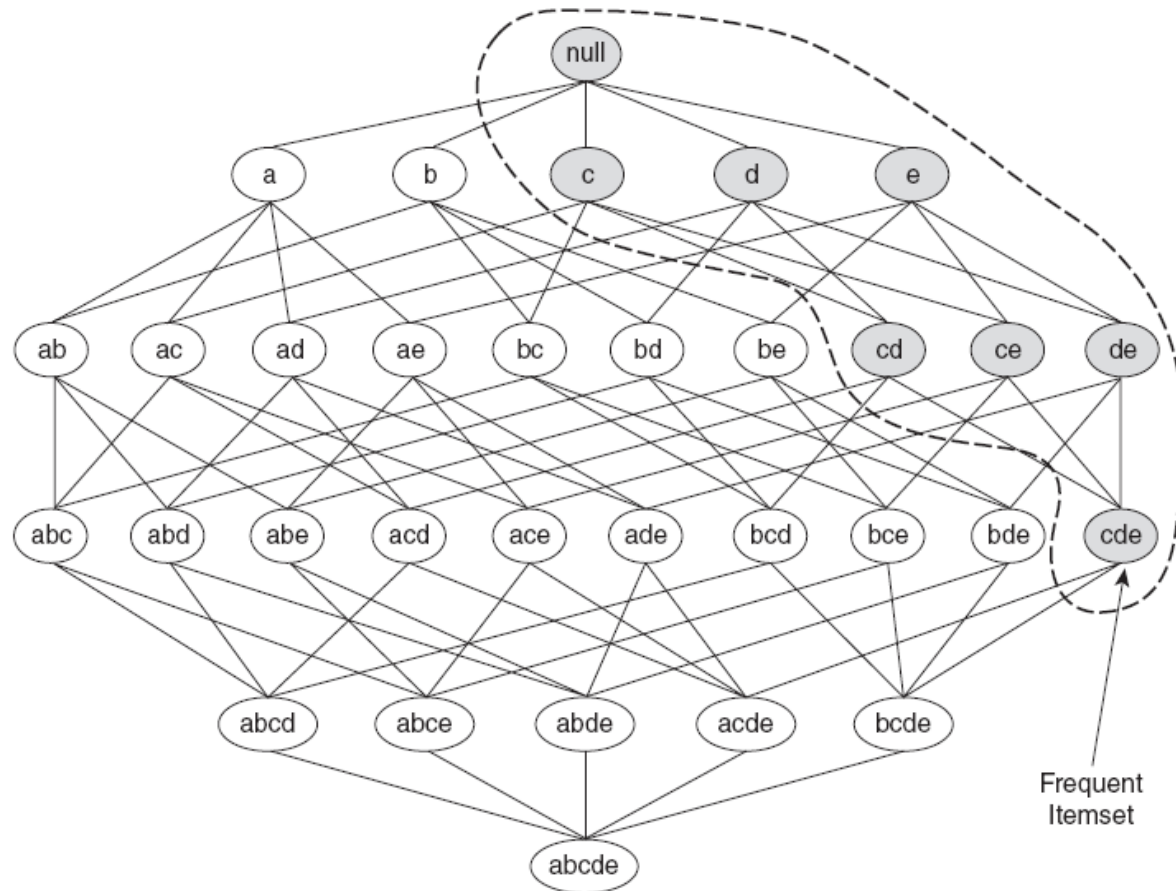 null
a b c d e
ab ac ad ae bc bd be cd ce de
abc abd abe acd ace ade bcd bce bde cde
abcd abce abde acde bcde
Frequent
Itemset
abcde